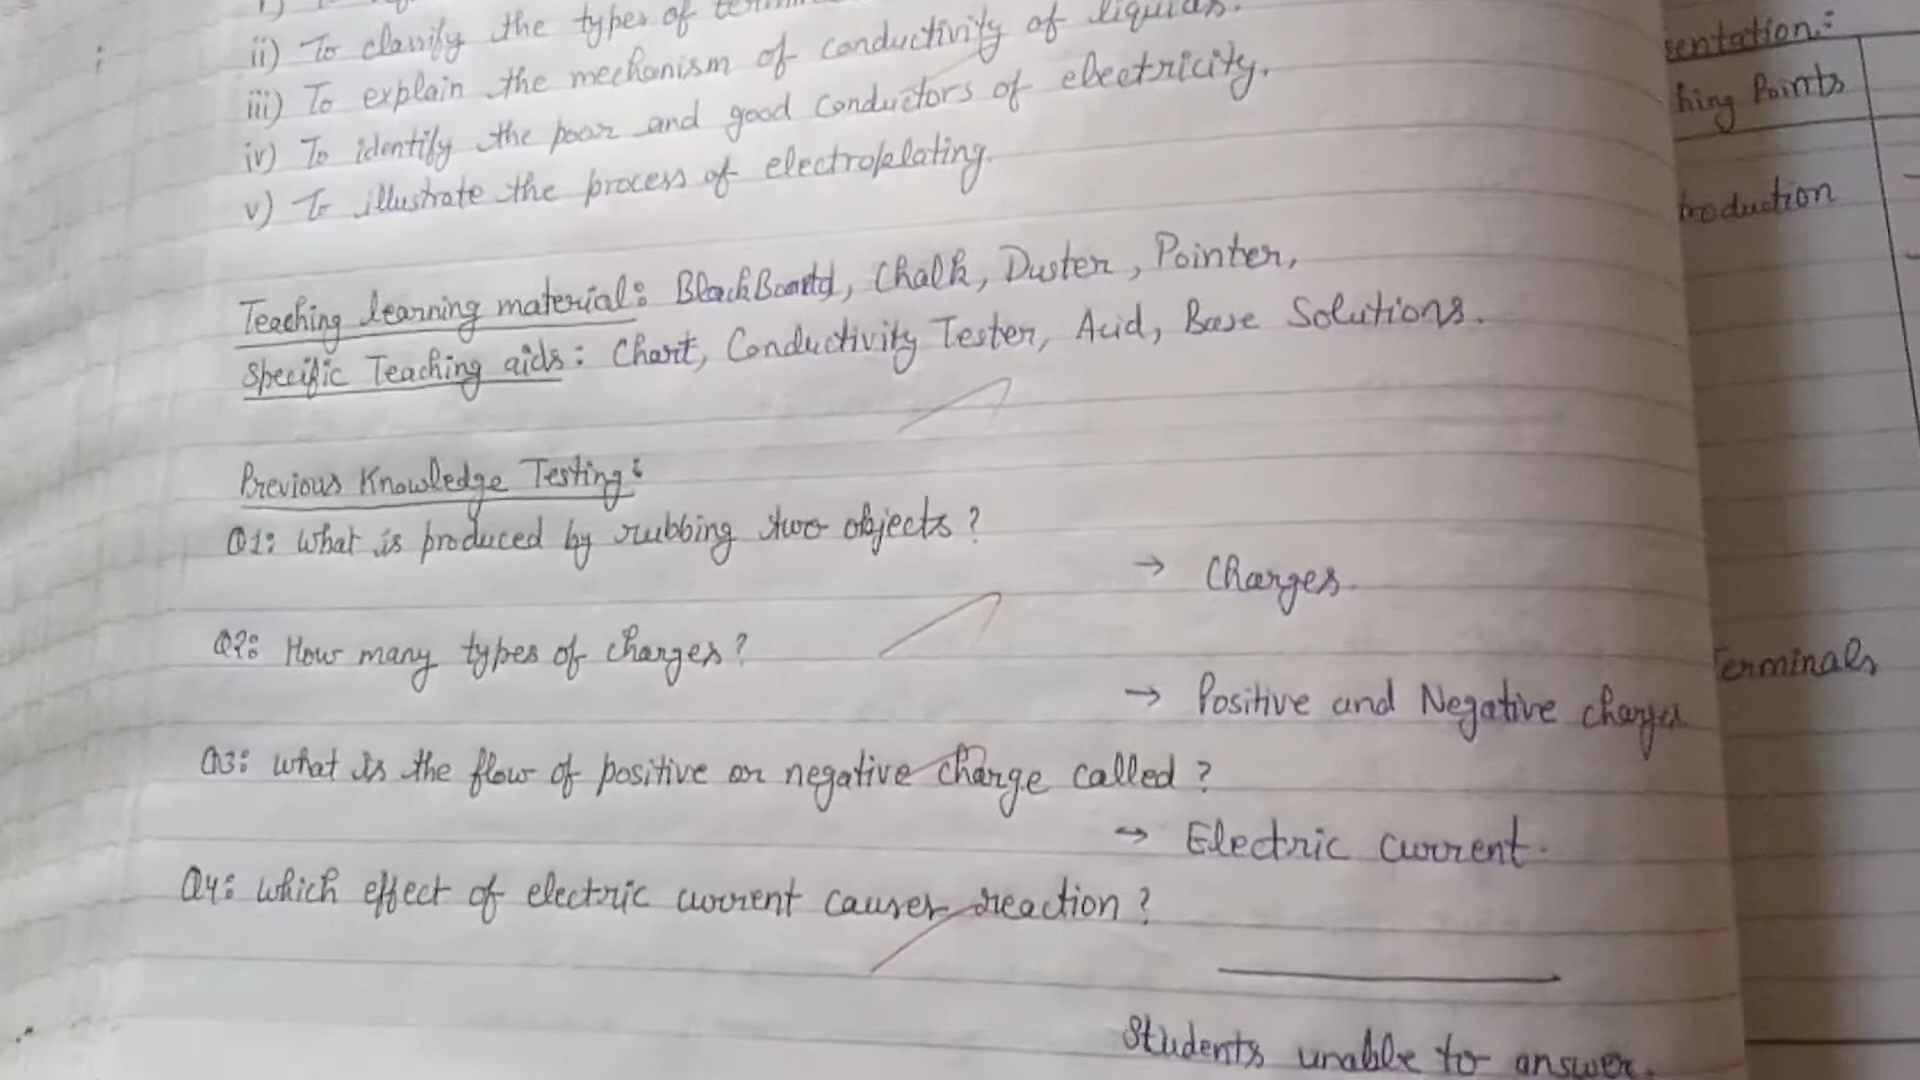 ii) To classify the types of
iii) To explain the mechanism of conductivity of liquids.
iv) To identify the poor and good conductors of electricity.
v) To illustrate the process of electroplating.
Teaching learning material: BlackBoard, Chalk, Duster, Pointer,
Specific Teaching aids: Chart, Conductivity Tester, Acid, Base Solutions.
Previous Knowledge Testing:
Q1: What is produced by rubbing two objects?
→ Charges.
Q2: How many types of charges?
→ Positive and Negative charges
Q3: What is the flow of positive or negative charge called?
→ Electric current.
Q4: Which effect of electric current causes reaction?
Students unable to answer.
sentation:
hing Points
troduction
Terminals